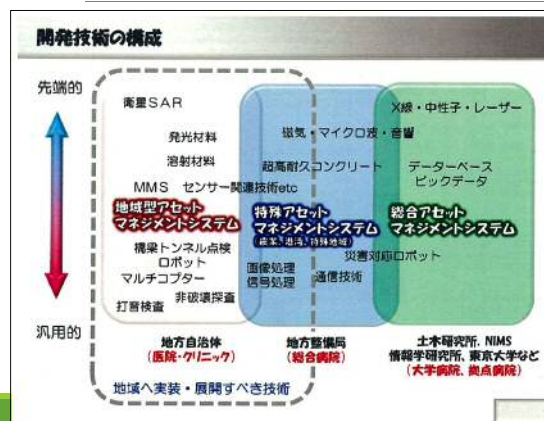 開発技術の構成
先端的
衛星SAR
X線・中性子・レーザー
発光材料
磁気・マイクロ波・音響
溶射材料
超高耐久コンクリート
データーベース
ビックデータ
MMS センサー関連技術etc
地域型アセット
マネジメントシステム
特殊アセット
マネジメントシステム
総合アセット
マネジメントシステム
橋梁トンネル点検
ロボット
災害対応ロボット
画像処理
信号処理
通信技術
マルチコプター
打音検査
非破壊探査
汎用的
地方自治体
(医院・クリニック)
地方整備局
(総合病院)
土木研究所、NIMS
情報学研究所、東京大学など
(大学病院、拠点病院)
地域へ実装・展開すべき技術